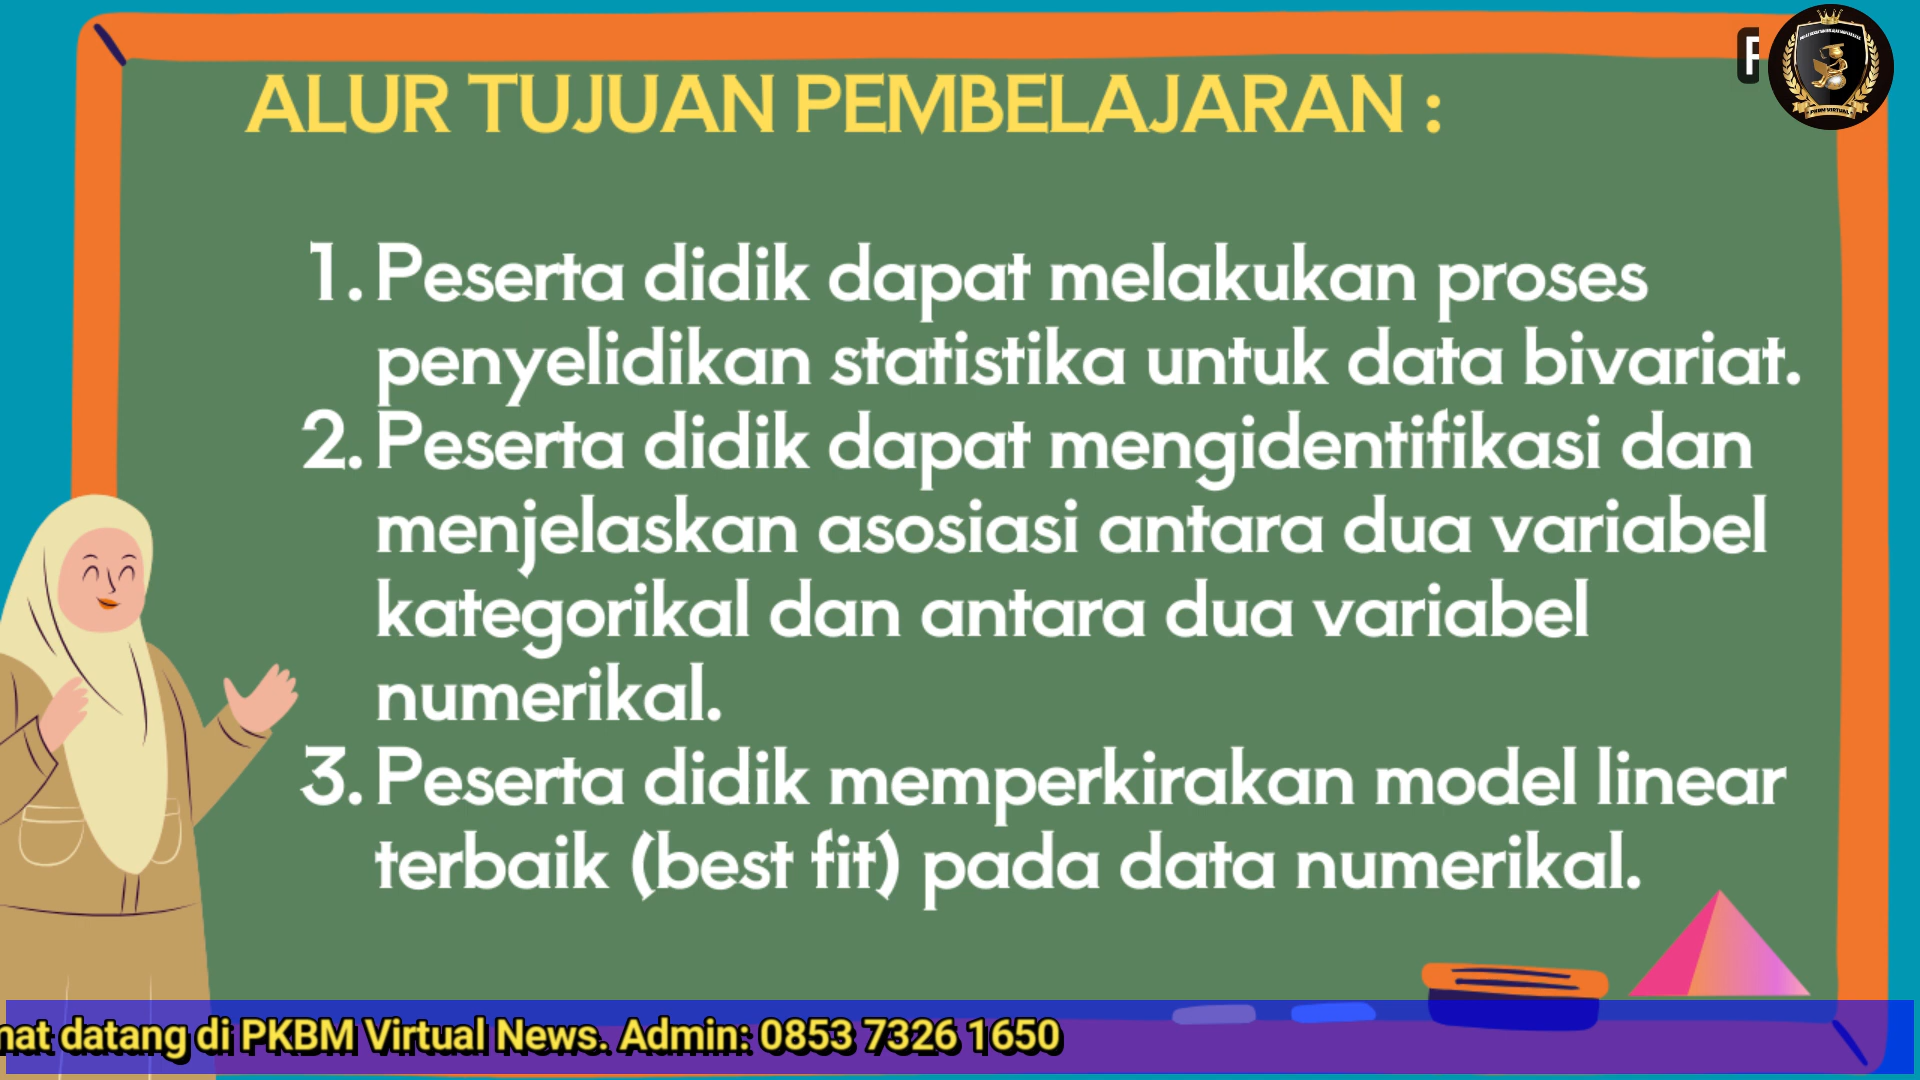 ALUR TUJUAN PEMBELAJARAN :
1. Peserta didik dapat melakukan proses
penyelidikan statistika untuk data bivariat.
2. Peserta didik dapat mengidentifikasi dan
menjelaskan asosiasi antara dua variabel
kategorikal dan antara dua variabel
numerikal.
3. Peserta didik memperkirakan model linear
terbaik (best fit) pada data numerikal.
PKBM VIRTUAL
datang di PKBM Virtual News. Admin: 0853 7326 1650